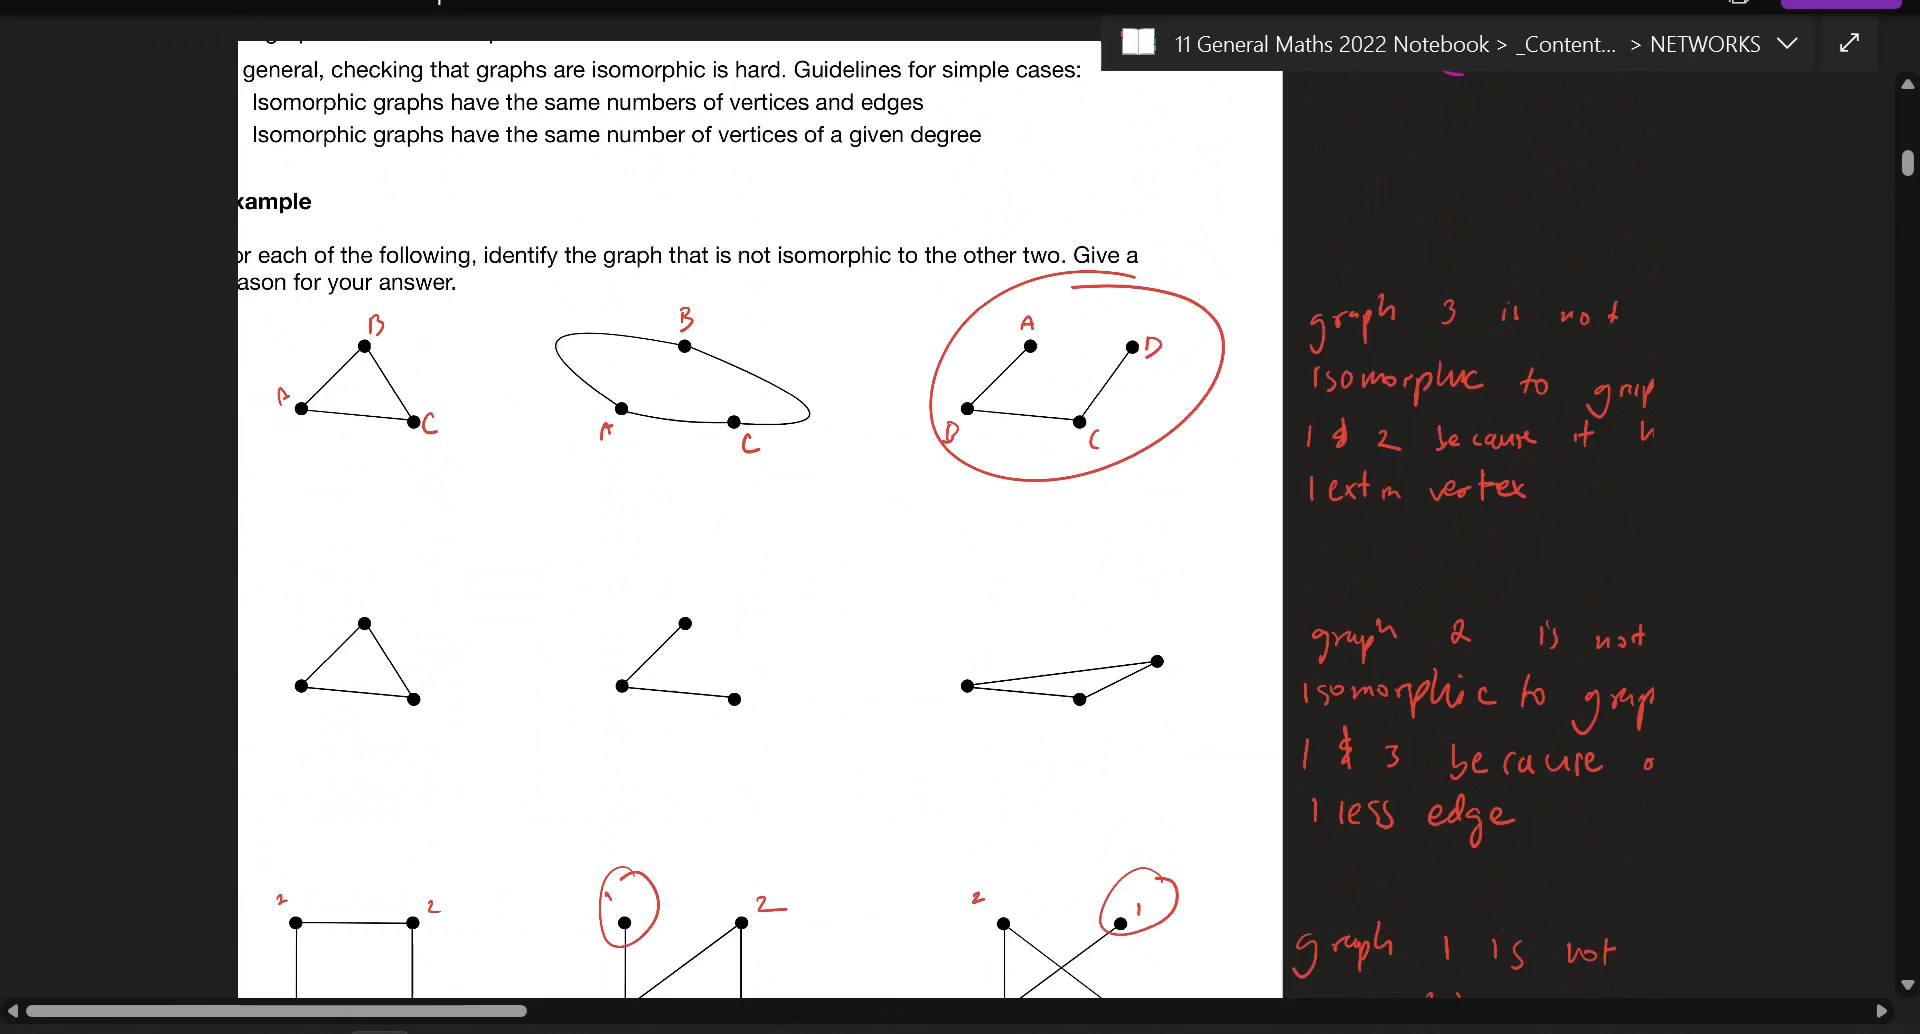 11 General Maths 2022 Notebook > _Content... > NETWORKS
general, checking that graphs are isomorphic is hard. Guidelines for simple cases:
Isomorphic graphs have the same numbers of vertices and edges
Isomorphic graphs have the same number of vertices of a given degree
xample
or each of the following, identify the graph that is not isomorphic to the other two. Give a
ason for your answer.
B
A
C
B
A
C
A
D
D
C
graph 3 is not
isomorphic to grap
1 & 2 because it h
1 extra vertex
graph 2 is not
isomorphic to grap
1 & 3 because o
1 less edge
2
2
1
2
2
1
graph 1 is not